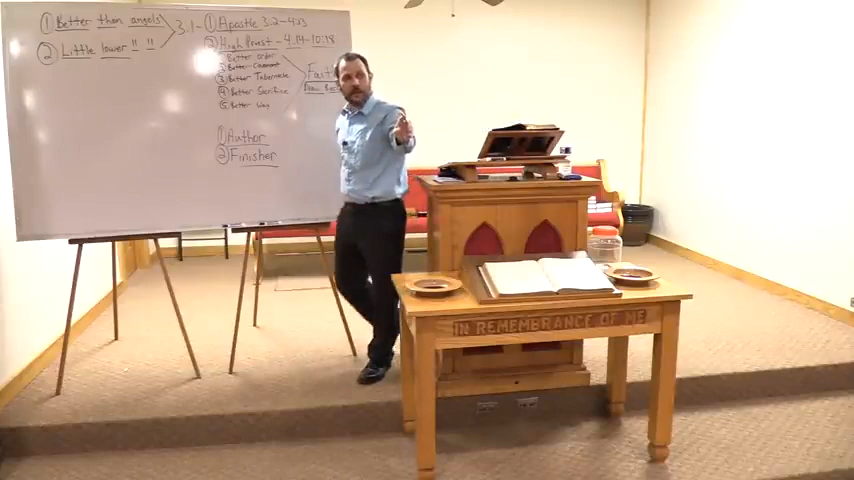 ① Better than angels
② Little lower " "
3:1-
① Apostle 3:2-4:13
② High Priest - 4:14-10:18
① Better order
② Better Covenant
③ Better Tabernacle
④ Better Sacrifice
⑤ Better Way
① Author
② Finisher
IN REMEMBRANCE OF ME